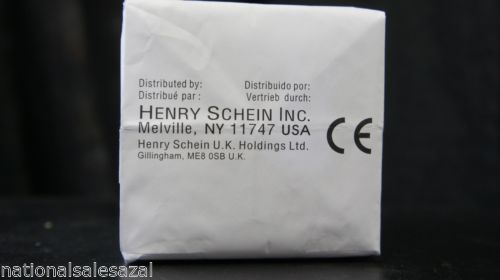 Distributed by: Distribuido por:
Distribué par : Vertrieb durch:
HENRY SCHEIN INC.
Melville, NY 11747 USA
Henry Schein U.K. Holdings Ltd.
Gillingham, ME8 0SB U.K.
CE
nationalsalesazal